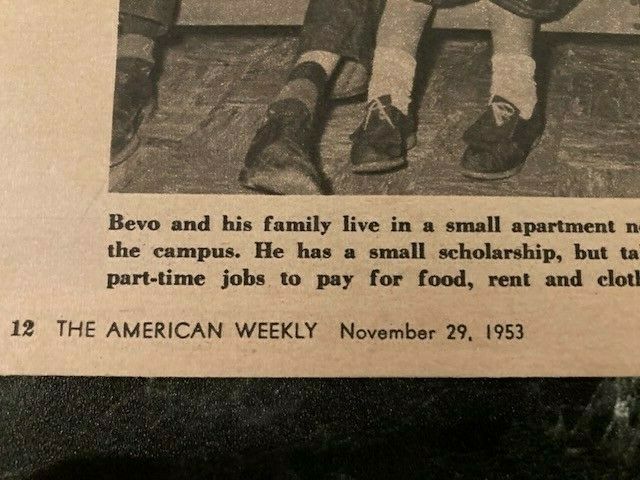 Bevo and his family live in a small apartment
the campus. He has a small scholarship, but
part-time jobs to pay for food, rent and
12 THE AMERICAN WEEKLY November 29, 1953